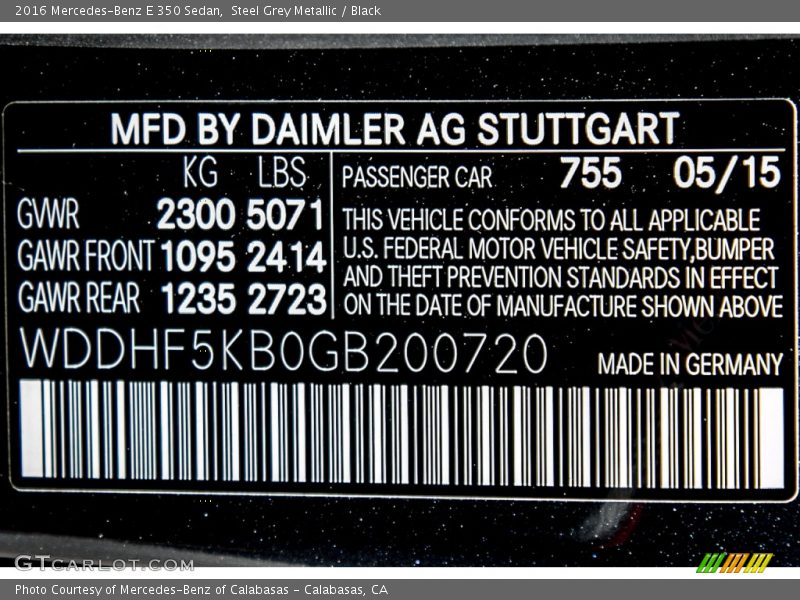 2016 Mercedes-Benz E 350 Sedan, Steel Grey Metallic / Black
MFD BY DAIMLER AG STUTTGART
KG LBS
GVWR 2300 5071
GAWR FRONT 1095 2414
GAWR REAR 1235 2723
PASSENGER CAR 755 05/15
THIS VEHICLE CONFORMS TO ALL APPLICABLE
U.S. FEDERAL MOTOR VEHICLE SAFETY,BUMPER
AND THEFT PREVENTION STANDARDS IN EFFECT
ON THE DATE OF MANUFACTURE SHOWN ABOVE
WDDHF5KB0GB200720
MADE IN GERMANY
GTCARLOT.COM
Photo Courtesy of Mercedes-Benz of Calabasas - Calabasas, CA